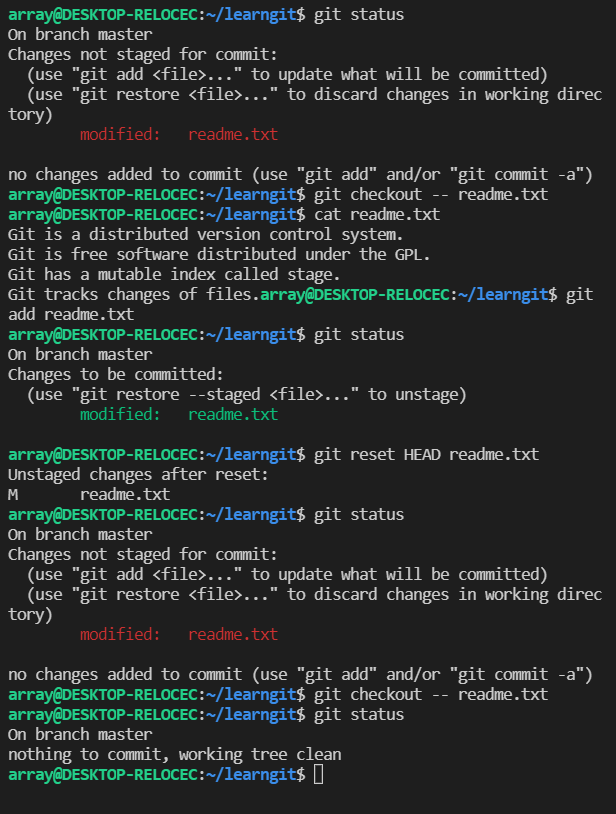 array@DESKTOP-RELOCEC:~/learngit$ git status
On branch master
Changes not staged for commit:
  (use "git add <file>..." to update what will be committed)
  (use "git restore <file>..." to discard changes in working direc
tory)
        modified:   readme.txt

no changes added to commit (use "git add" and/or "git commit -a")
array@DESKTOP-RELOCEC:~/learngit$ git checkout -- readme.txt
array@DESKTOP-RELOCEC:~/learngit$ cat readme.txt
Git is a distributed version control system.
Git is free software distributed under the GPL.
Git has a mutable index called stage.
Git tracks changes of files.array@DESKTOP-RELOCEC:~/learngit$ git
add readme.txt
array@DESKTOP-RELOCEC:~/learngit$ git status
On branch master
Changes to be committed:
  (use "git restore --staged <file>..." to unstage)
        modified:   readme.txt

array@DESKTOP-RELOCEC:~/learngit$ git reset HEAD readme.txt
Unstaged changes after reset:
M       readme.txt
array@DESKTOP-RELOCEC:~/learngit$ git status
On branch master
Changes not staged for commit:
  (use "git add <file>..." to update what will be committed)
  (use "git restore <file>..." to discard changes in working direc
tory)
        modified:   readme.txt

no changes added to commit (use "git add" and/or "git commit -a")
array@DESKTOP-RELOCEC:~/learngit$ git checkout -- readme.txt
array@DESKTOP-RELOCEC:~/learngit$ git status
On branch master
nothing to commit, working tree clean
array@DESKTOP-RELOCEC:~/learngit$